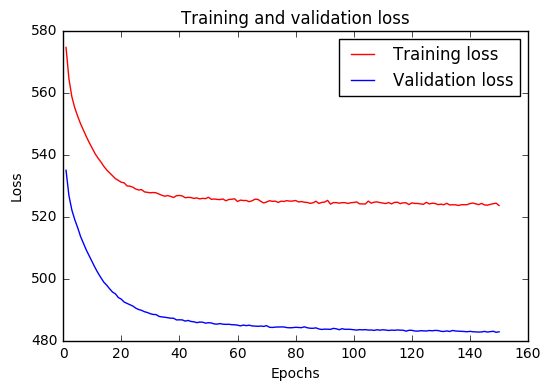 Training and validation loss
580
560
540
520
500
480
Loss
Training loss
Validation loss
0 20 40 60 80 100 120 140 160
Epochs